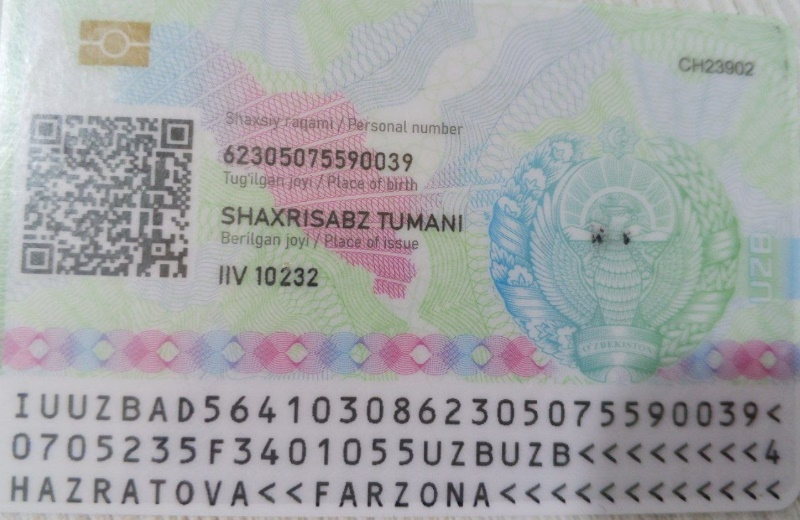 CH23902
Shaxsiy raqami / Personal number
62305075590039
Tug'ilgan joyi / Place of birth
SHAXRISABZ TUMANI
Berilgan joyi / Place of issue
IIV 10232
UZB
O'ZBEKISTON
IUUZBAD5641030862305075590039<
0705235F3401055UZBUZB<<<<<<<<4
HAZRATOVA<<FARZONA<<<<<<<<<<<<